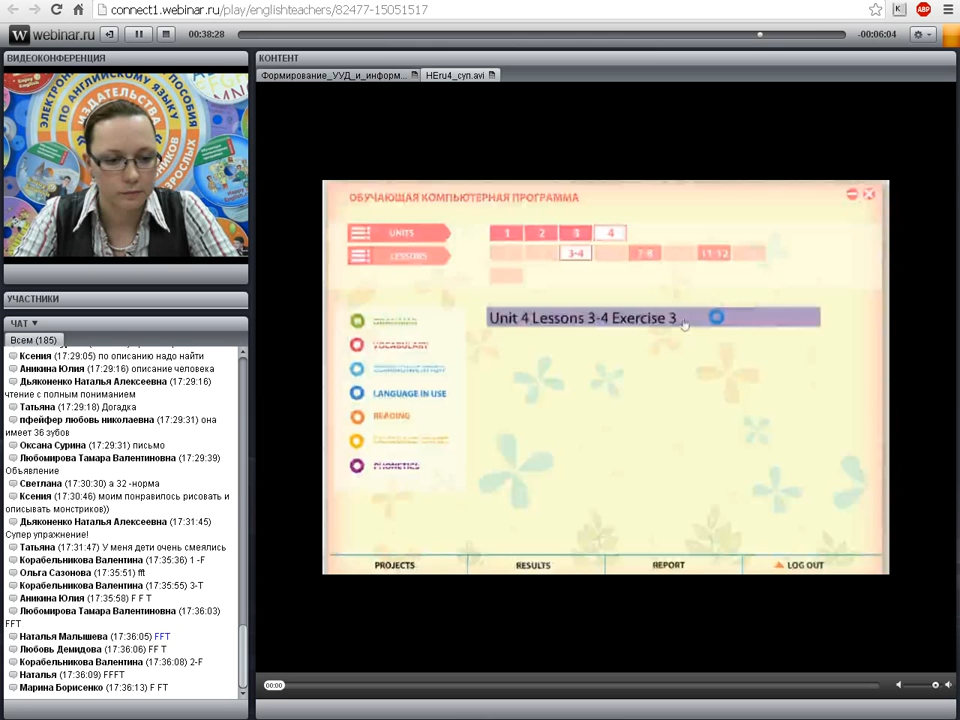 connect1.webinar.ru/play/englishteachers/82477-15051517
K
ABP
W webinar.ru
00:38:28
-00:06:04
ВИДЕОКОНФЕРЕНЦИЯ
ЭЛЕКТРОННЫЕ ПОСОБИЯ
ПО АНГЛИЙСКОМУ ЯЗЫКУ
ИЗДАТЕЛЬСТВА
УЧАСТНИКИ
ЧАТ
Всем (185)
Ксения (17:29:05) по описанию надо найти
Аникина Юлия (17:29:16) описание человека
Дьяконенко Наталья Алексеевна (17:29:16)
чтение с полным пониманием
Татьяна (17:29:18) Догадка
пфейфер любовь николаевна (17:29:31) она
имеет 36 зубов
Оксана Сурина (17:29:31) письмо
Любомирова Тамара Валентиновна (17:29:39)
Объявление
Светлана (17:30:30) а 32 -норма
Ксения (17:30:46) моим понравилось рисовать и
описывать монстриков))
Дьяконенко Наталья Алексеевна (17:31:45)
Супер упражнение!
Татьяна (17:31:47) У меня дети очень смеялись
Корабельникова Валентина (17:35:36) 1 -F
Ольга Сазонова (17:35:51) fft
Корабельникова Валентина (17:35:55) 3-T
Аникина Юлия (17:35:58) F F T
Любомирова Тамара Валентиновна (17:36:03)
FFT
Наталья Малышева (17:36:05) FFT
Любовь Демидова (17:36:06) FF T
Корабельникова Валентина (17:36:08) 2-F
Наталья (17:36:09) FFFT
Марина Борисенко (17:36:13) F FT
КОНТЕНТ
Формирование_УУД_и_информ...
HEru4_суп.avi
ОБУЧАЮЩАЯ КОМПЬЮТЕРНАЯ ПРОГРАММА
UNITS
1 2 3 4
LESSONS
3-4 7-8 11-12
Unit 4 Lessons 3-4 Exercise 3
VOCABULARY
LANGUAGE IN USE
READING
PHONETICS
PROJECTS
RESULTS
REPORT
LOG OUT
00:00